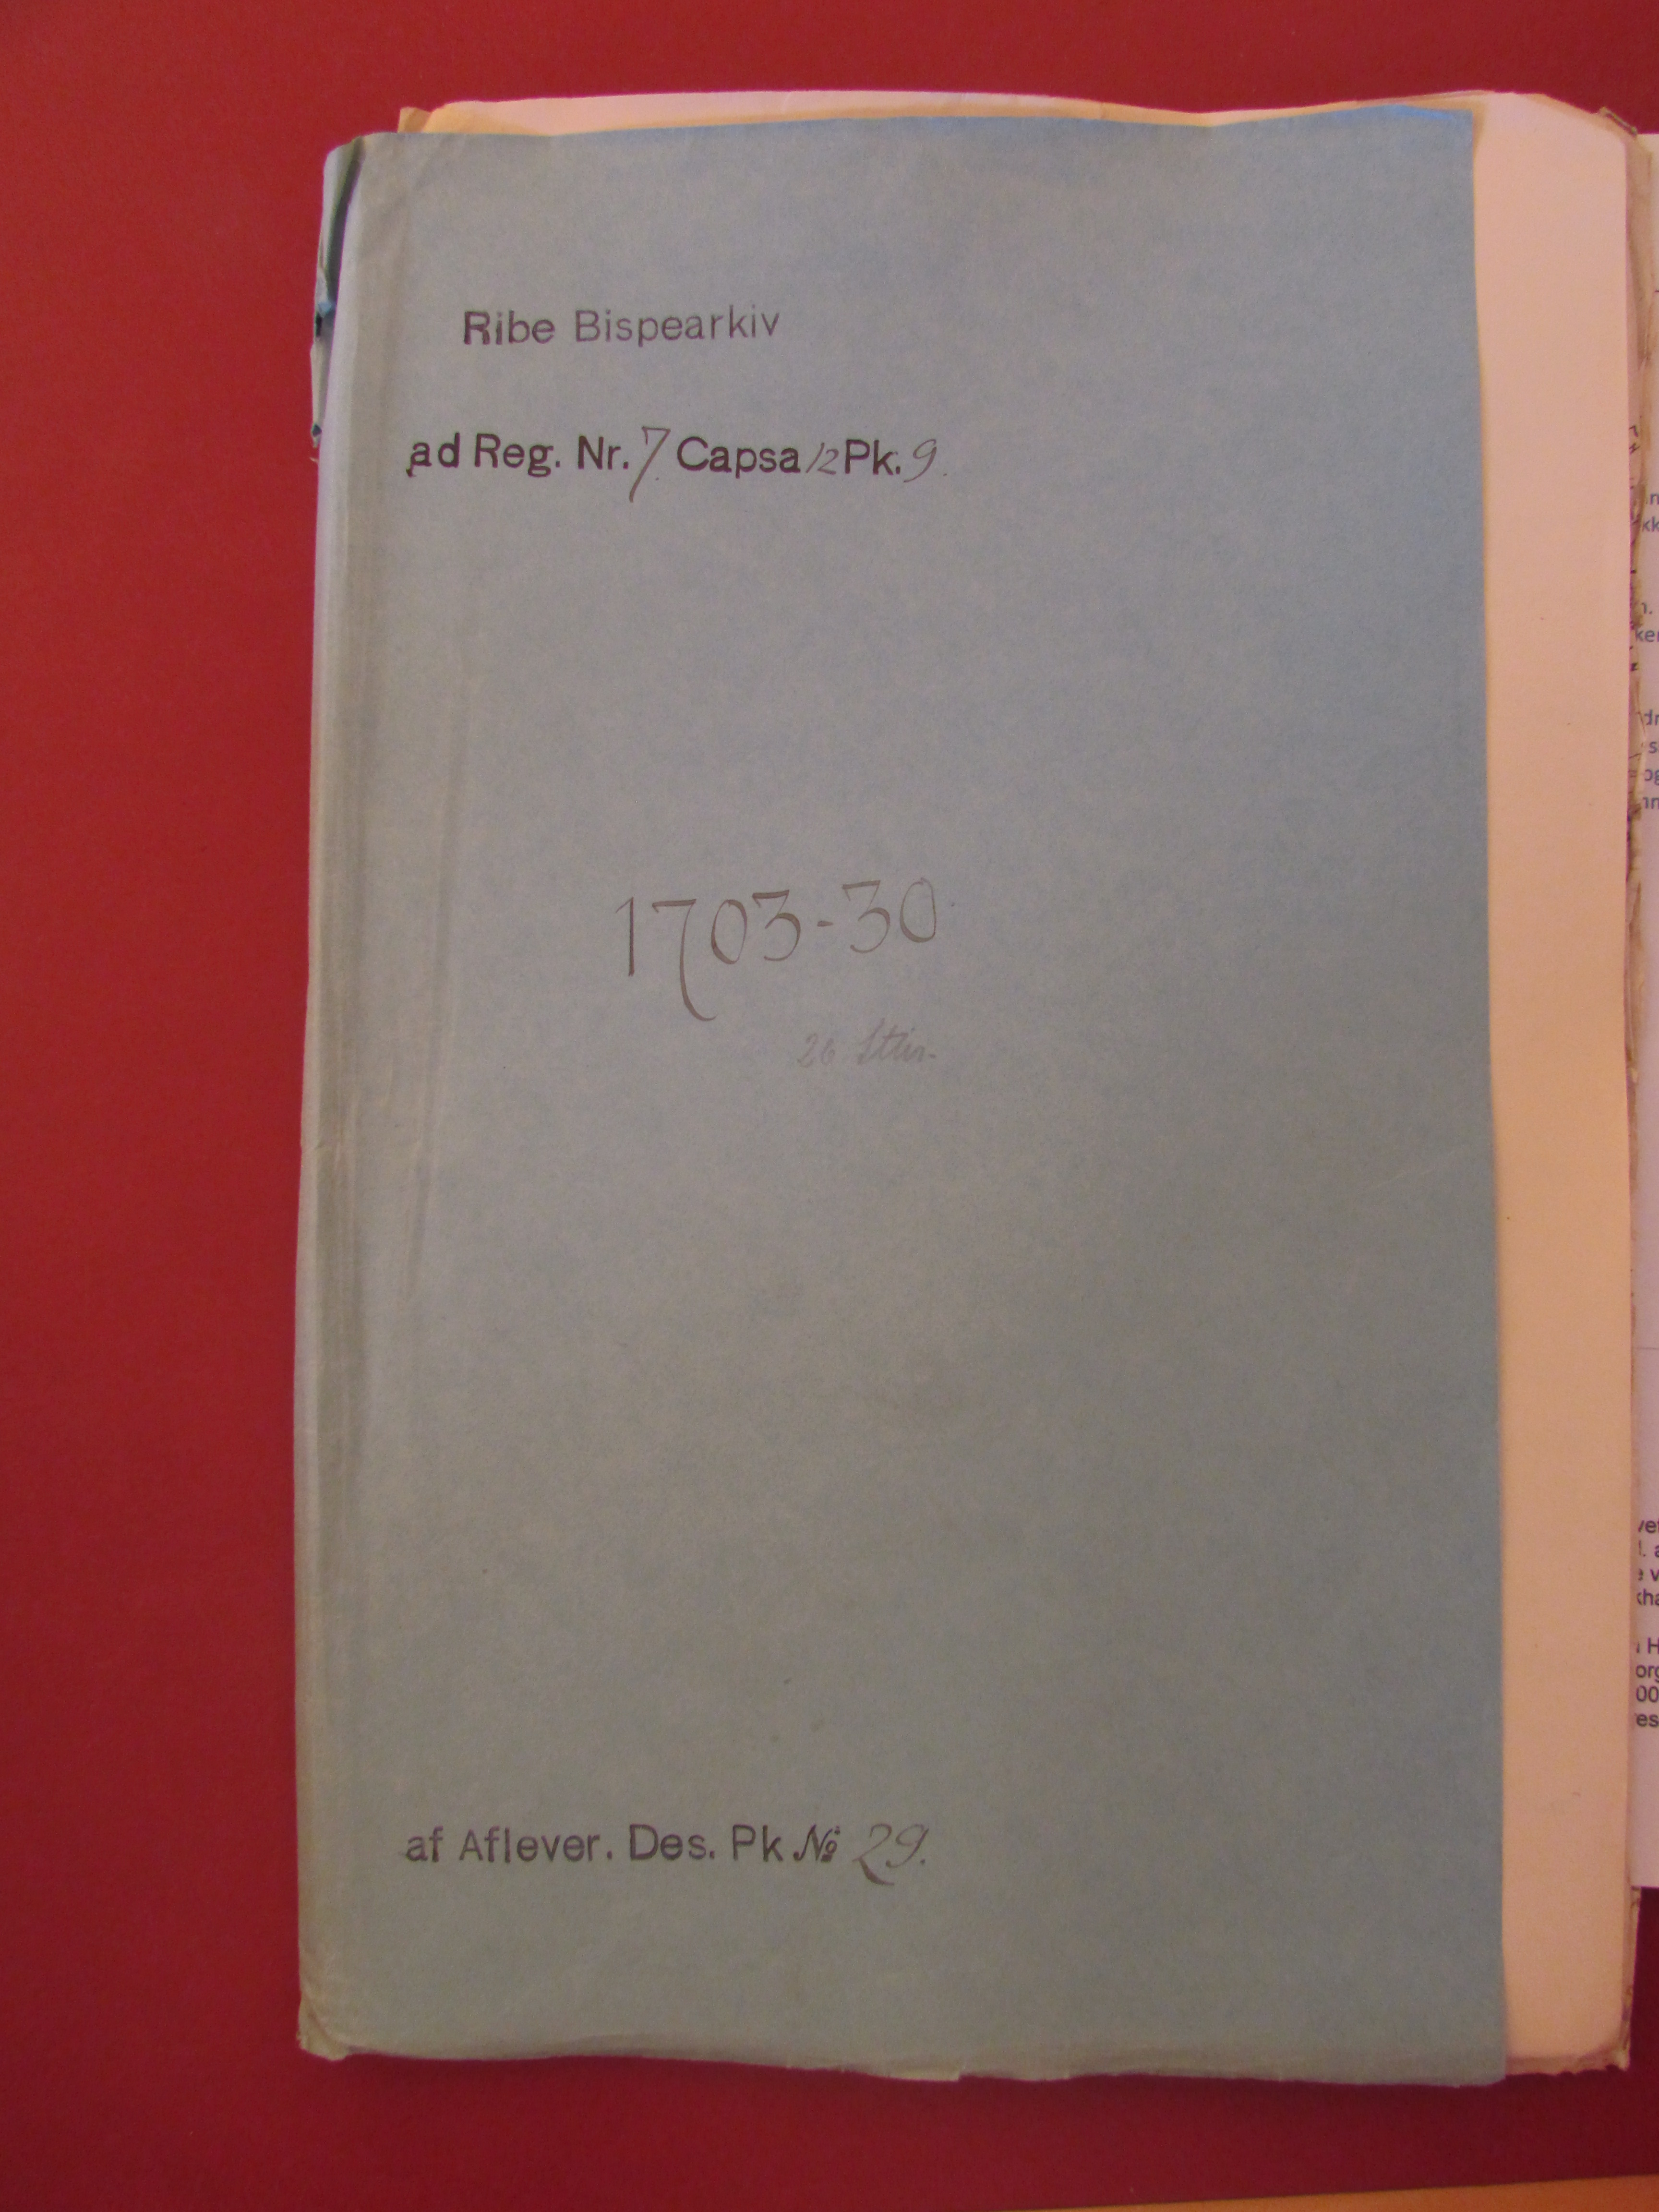 Ribe Bispearkiv
ad Reg. Nr. 7. Capsa 12 Pk. 9.
1703-30
26
af Aflever. Des. Pk № 29.